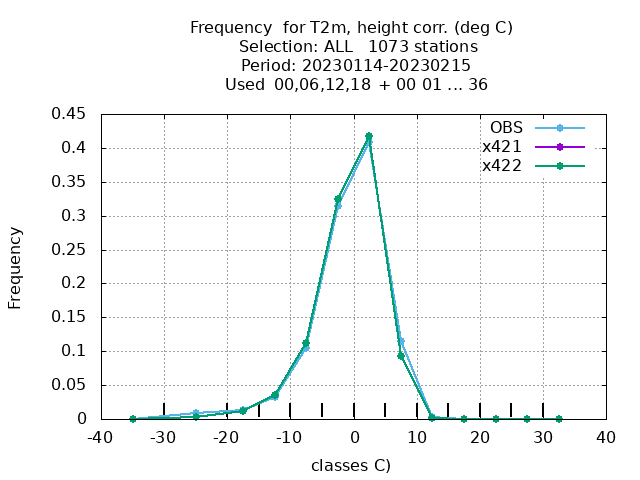 Frequency  for T2m, height corr. (deg C)
Selection: ALL   1073 stations
Period: 20230114-20230215
Used  00,06,12,18  + 00 01 ... 36
0.45
0.4
0.35
0.3
0.25
0.2
0.15
0.1
0.05
0
Frequency
OBS
x421
x422
-40 -30 -20 -10 0 10 20 30 40
classes C)